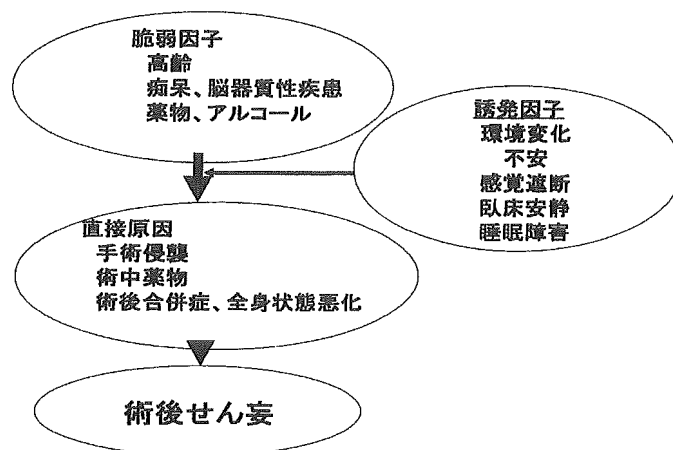 脆弱因子
高齢
痴呆、脳器質性疾患
薬物、アルコール
誘発因子
環境変化
不安
感覚遮断
臥床安静
睡眠障害
直接原因
手術侵襲
術中薬物
術後合併症、全身状態悪化
術後せん妄